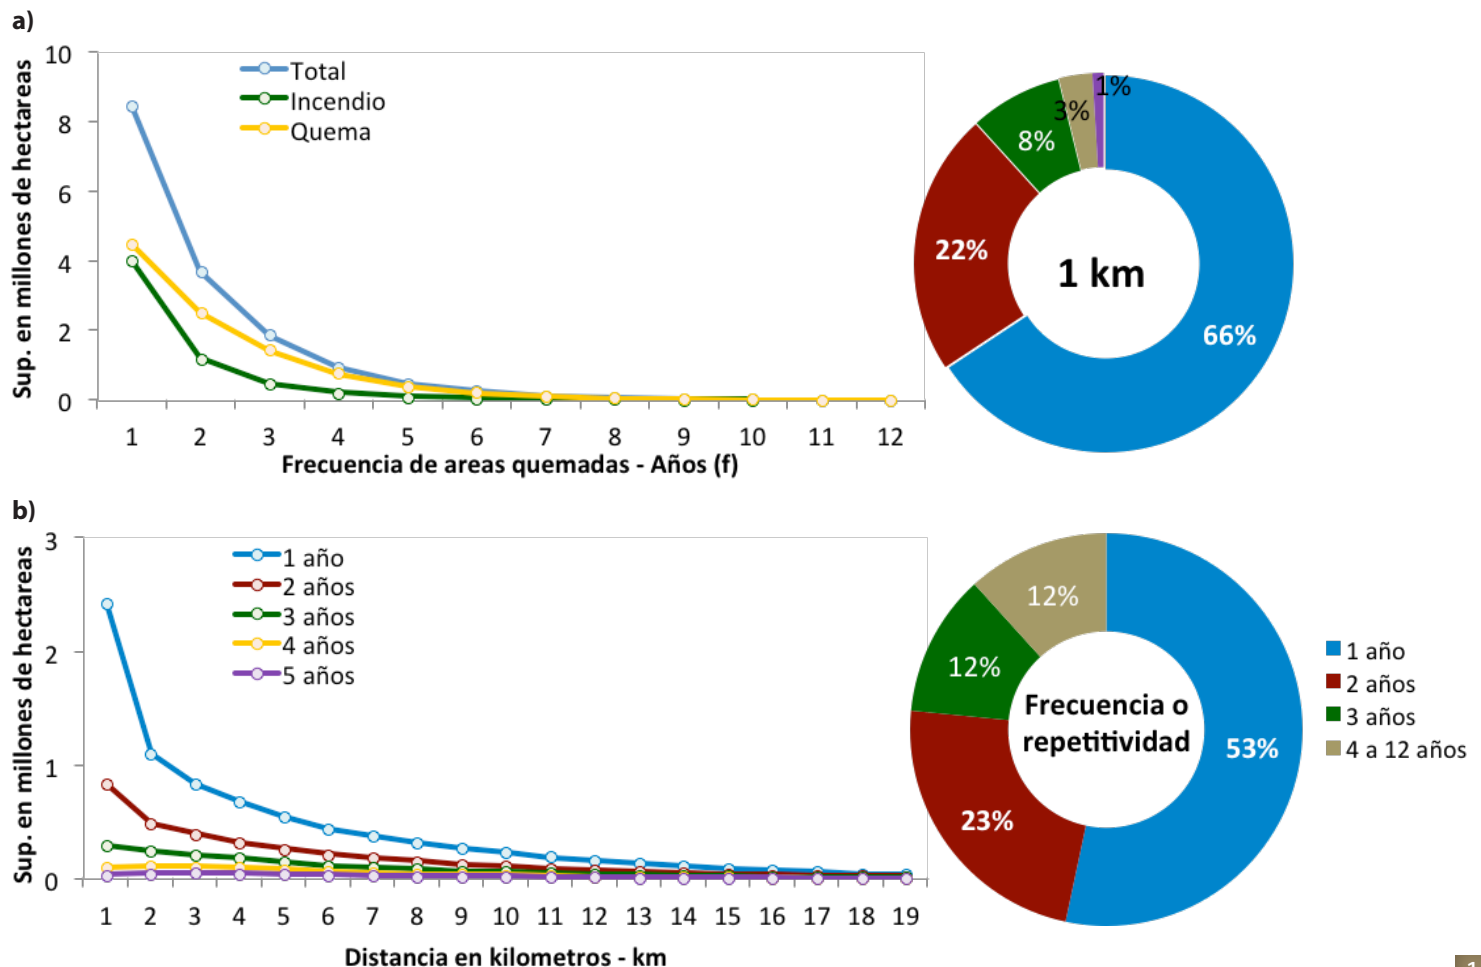 a)
Sup. en millones de hectareas
10
8
6
4
2
0
Total
Incendio
Quema
1 2 3 4 5 6 7 8 9 10 11 12
Frecuencia de areas quemadas - Años (f)
1%
3%
8%
22%
1 km
66%
b)
Sup. en millones de hectareas
3
2
1
0
1 año
2 años
3 años
4 años
5 años
1 2 3 4 5 6 7 8 9 10 11 12 13 14 15 16 17 18 19
Distancia en kilometros - km
12%
12%
Frecuencia o
repetitividad
53%
23%
1 año
2 años
3 años
4 a 12 años